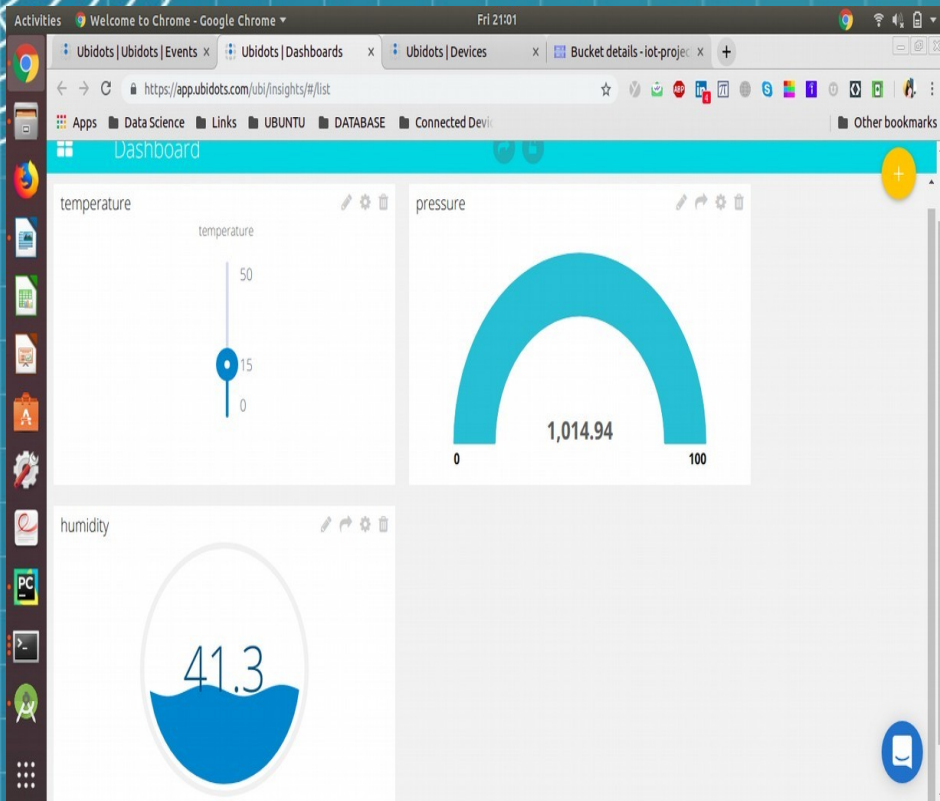 Activities Welcome to Chrome - Google Chrome Fri 21:01
Ubidots | Ubidots | Events Ubidots | Dashboards Ubidots | Devices Bucket details - iot-projec
https://app.ubidots.com/ubi/insights/#/list
Apps Data Science Links UBUNTU DATABASE Connected Devi Other bookmarks
Dashboard
temperature
temperature
50
15
0
pressure
1,014.94
0 100
humidity
41.3